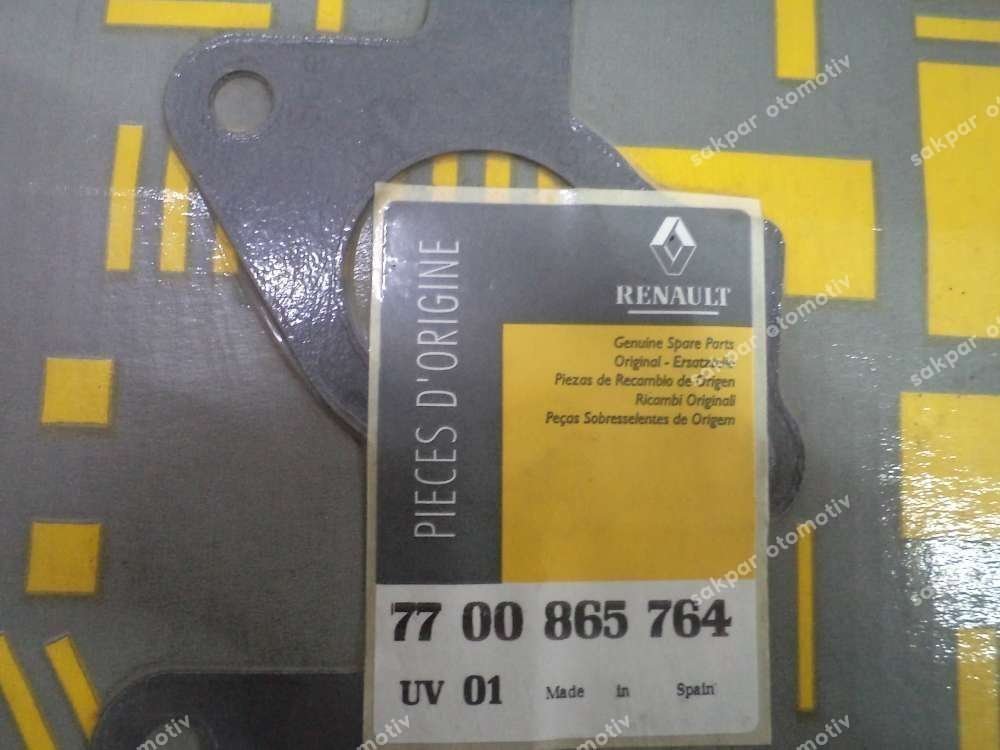 RENAULT
PIECES D'ORIGINE
Genuine Spare Parts
Original - Ersatzteile
Piezas de Recambio de Origen
Ricambi Originali
Peças Sobresselentes de Origem
77 00 865 764
UV 01 Made in Spain
sakpar otomotiv
sakpar otomotiv
sakpar otomotiv
sakpar otomotiv